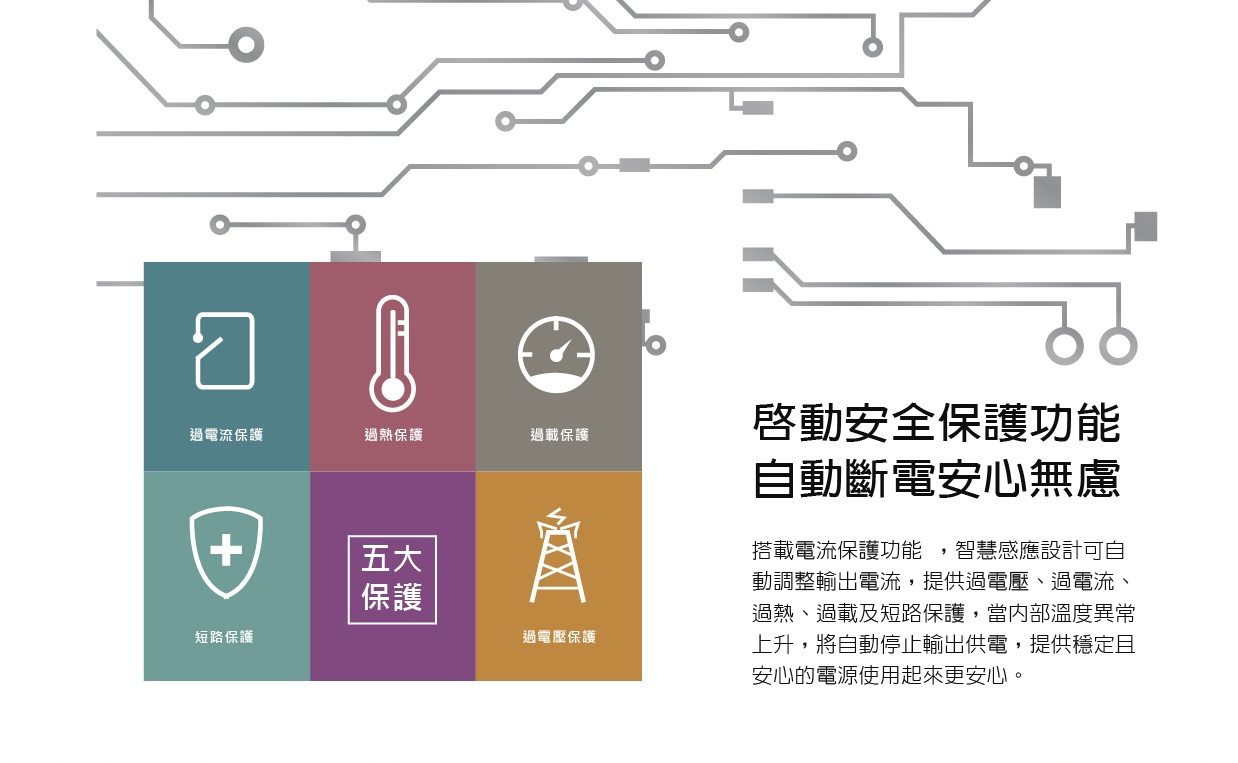 過電流保護
過熱保護
過載保護
短路保護
五大
保護
過電壓保護
啓動安全保護功能
自動斷電安心無慮
搭載電流保護功能 ，智慧感應設計可自
動調整輸出電流，提供過電壓、過電流、
過熱、過載及短路保護，當內部溫度異常
上升，將自動停止輸出供電，提供穩定且
安心的電源使用起來更安心。